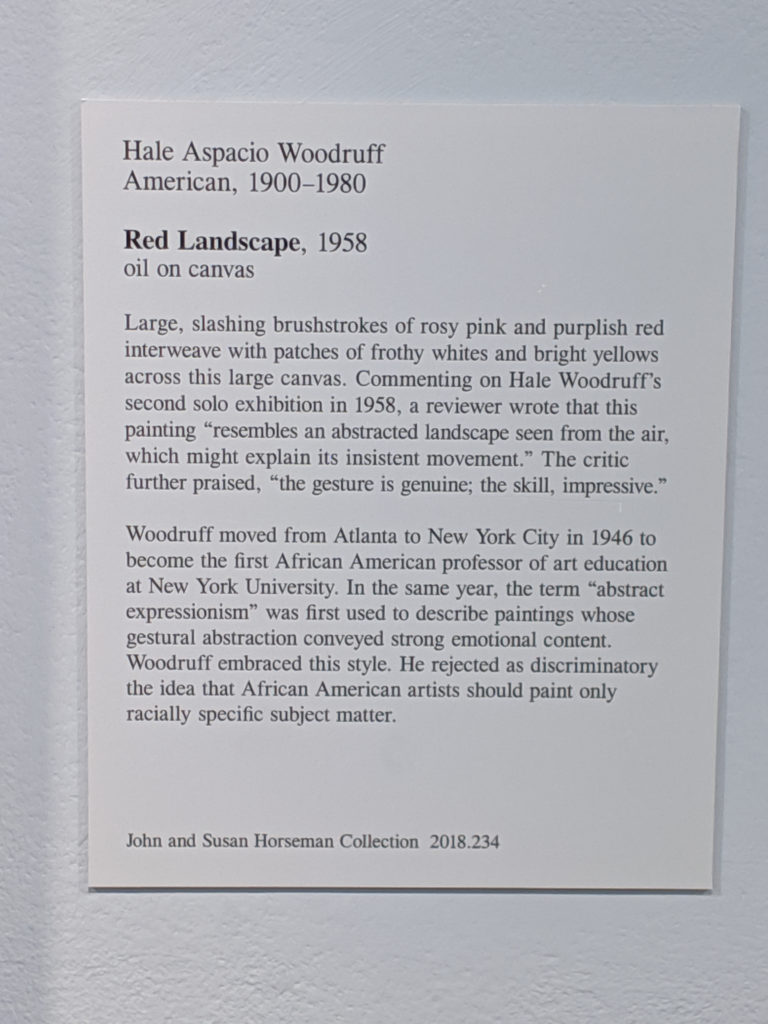 Hale Aspacio Woodruff
American, 1900–1980
Red Landscape, 1958
oil on canvas
Large, slashing brushstrokes of rosy pink and purplish red
interweave with patches of frothy whites and bright yellows
across this large canvas. Commenting on Hale Woodruff’s
second solo exhibition in 1958, a reviewer wrote that this
painting “resembles an abstracted landscape seen from the air,
which might explain its insistent movement.” The critic
further praised, “the gesture is genuine; the skill, impressive.”
Woodruff moved from Atlanta to New York City in 1946 to
become the first African American professor of art education
at New York University. In the same year, the term “abstract
expressionism” was first used to describe paintings whose
gestural abstraction conveyed strong emotional content.
Woodruff embraced this style. He rejected as discriminatory
the idea that African American artists should paint only
racially specific subject matter.
John and Susan Horseman Collection 2018.234